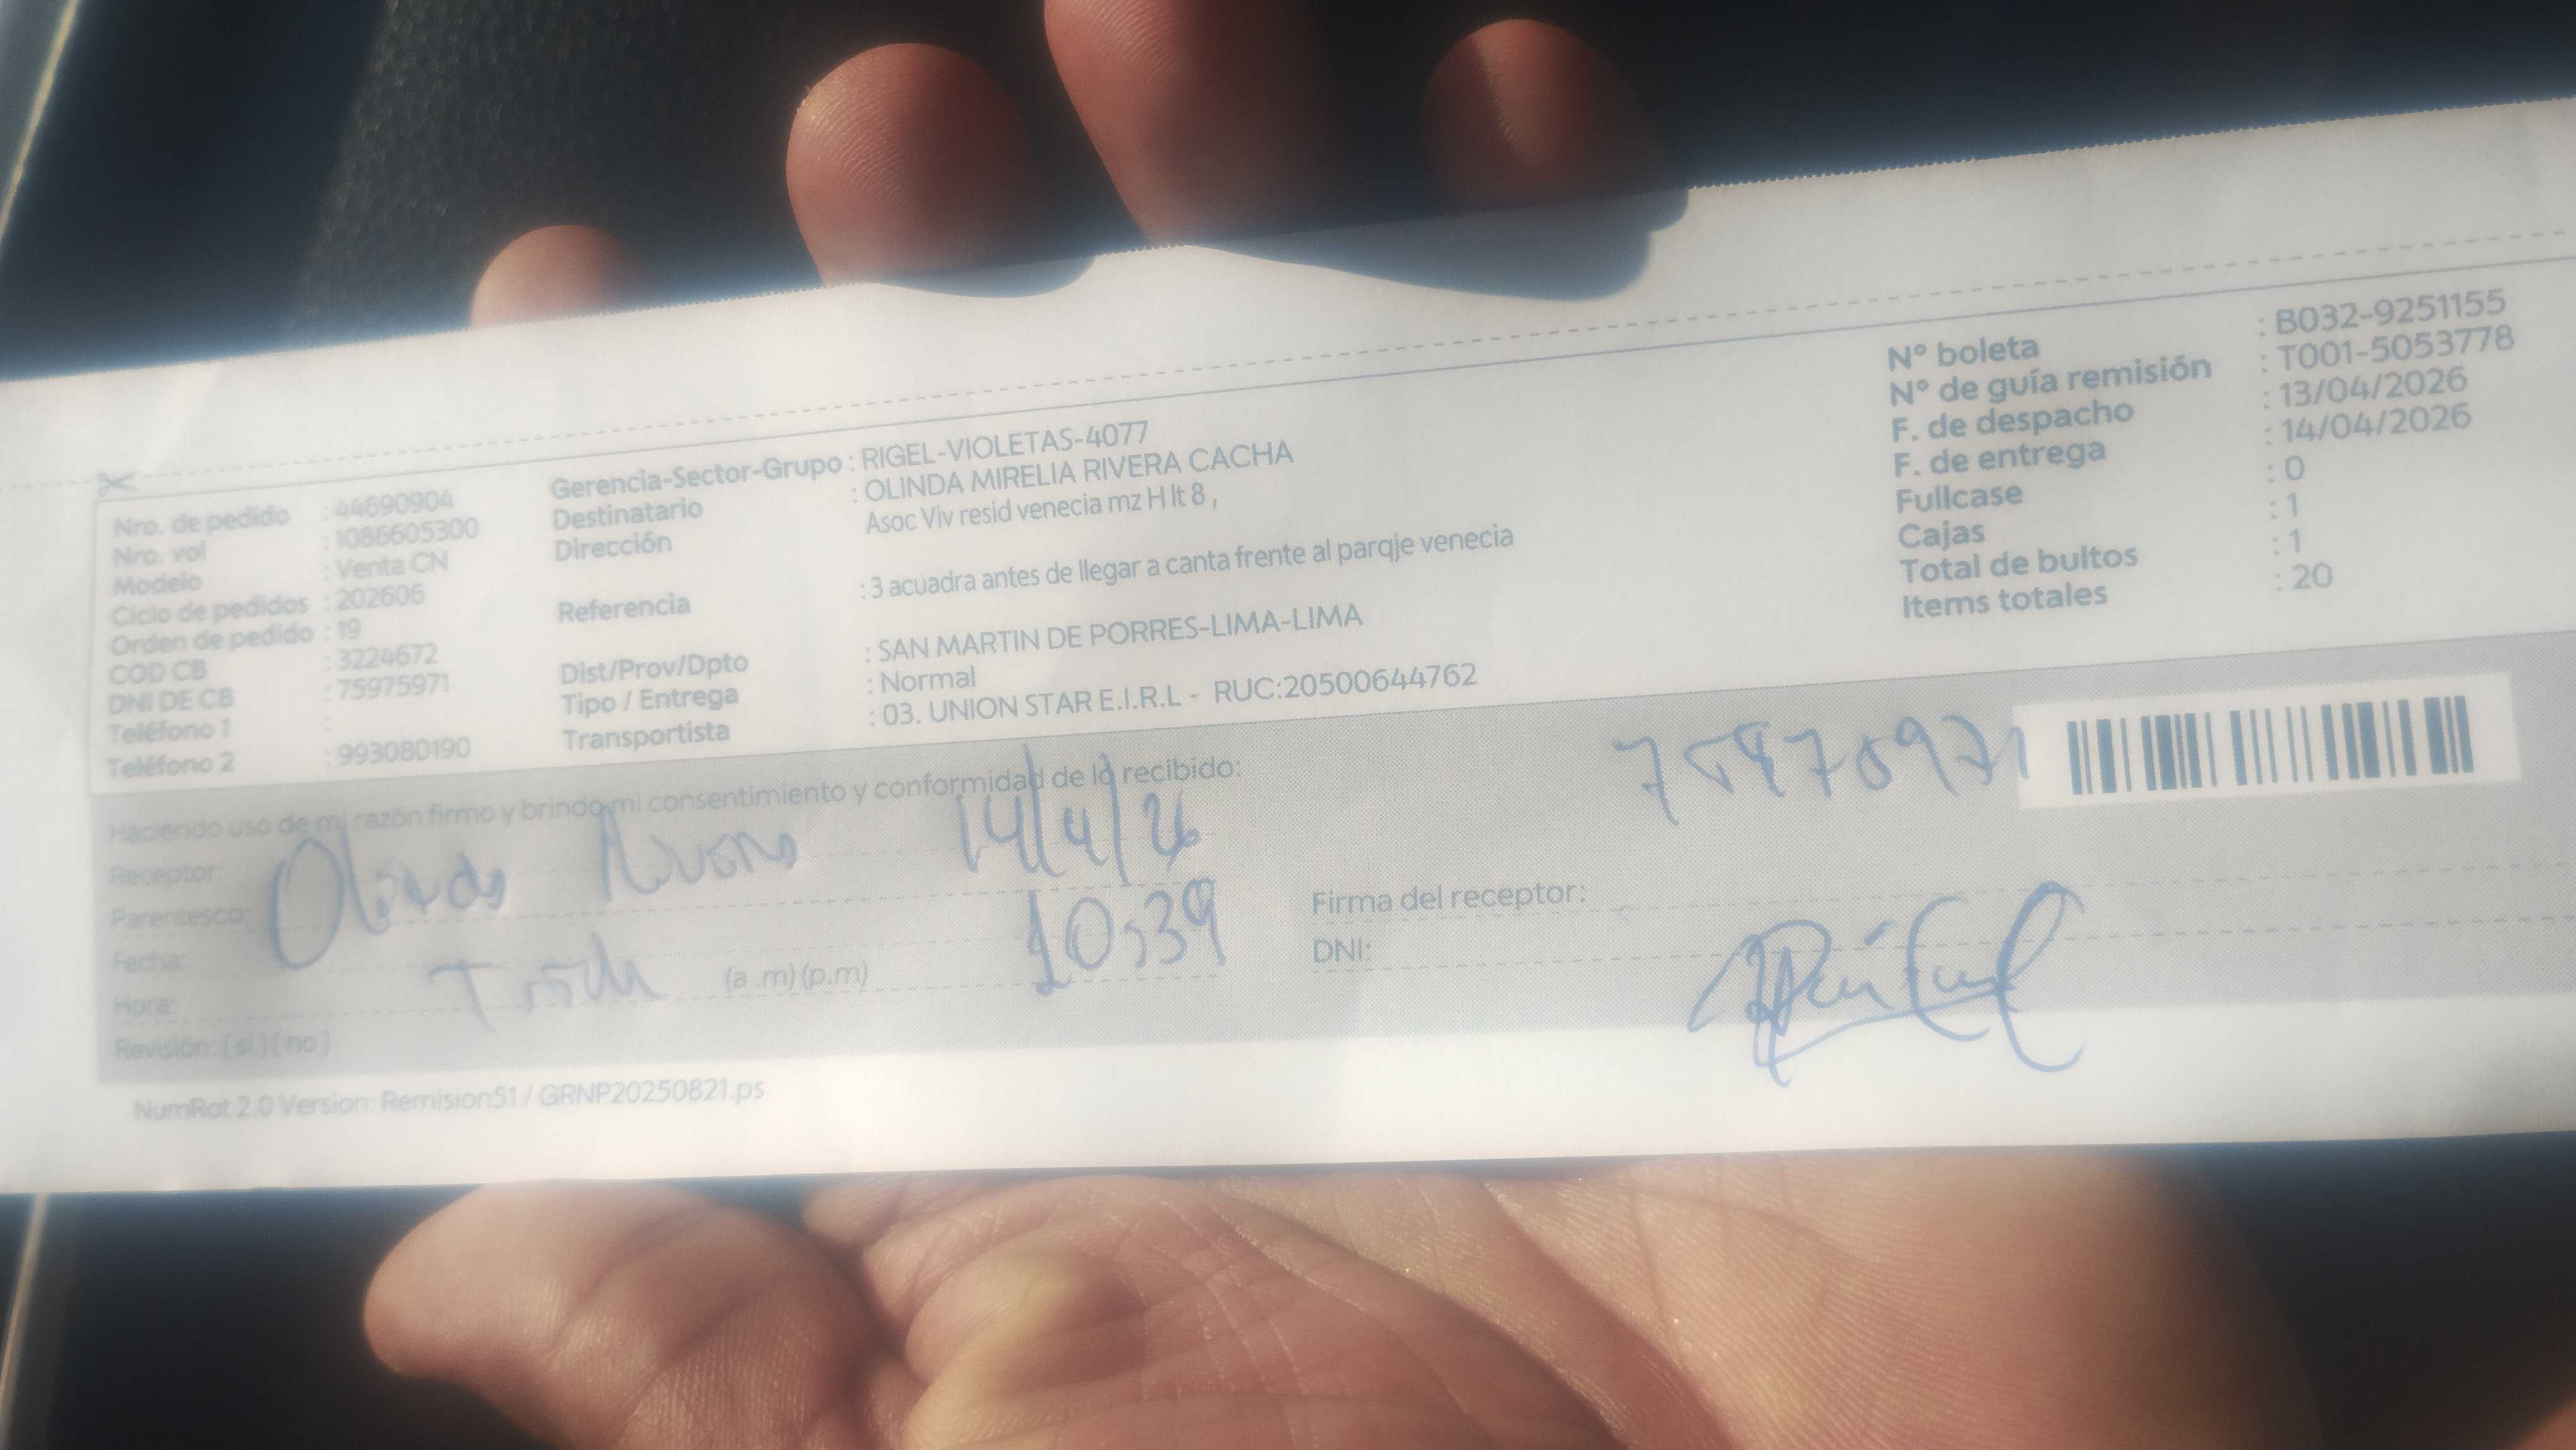 Nro. de pedido : 44690904
Nro. vol : 1086605300
Modelo : Venta CN
Ciclo de pedidos : 202606
Orden de pedido : 19
COD CB : 3224672
DNI DE CB : 75975971
Teléfono 1 :
Teléfono 2 : 993080190
Gerencia-Sector-Grupo : RIGEL-VIOLETAS-4077
Destinatario : OLINDA MIRELIA RIVERA CACHA
Dirección Asoc Viv resid venecia mz H lt 8 ,
Referencia : 3 acuadra antes de llegar a canta frente al parqje venecia
Dist/Prov/Dpto : SAN MARTIN DE PORRES-LIMA-LIMA
Tipo / Entrega : Normal
Transportista : 03. UNION STAR E.I.R.L - RUC:20500644762
N° boleta : B032-9251155
N° de guía remisión : T001-5053778
F. de despacho : 13/04/2026
F. de entrega : 14/04/2026
Fullcase : 0
Cajas : 1
Total de bultos : 1
Items totales : 20
Haciendo uso de mi razón firmo y brindo mi consentimiento y conformidad de lo recibido:
Receptor:
Parentesco:
Fecha:
Hora: (a .m) (p.m)
Revisión: ( si ) ( no )
Olinda 14/4/26
10:39
75975971
Firma del receptor:
DNI:
NumRot 2.0 Version: Remision51 / GRNP20250821.ps